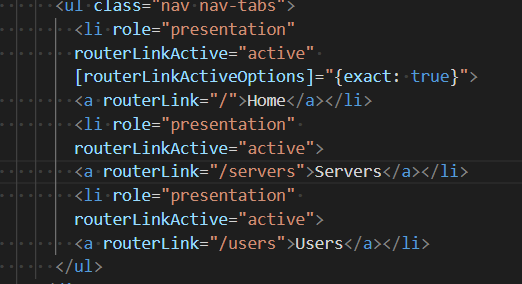 <ul class="nav nav-tabs">
<li role="presentation"
routerLinkActive="active"
[routerLinkActiveOptions]="{exact: true}">
<a routerLink="/">Home</a></li>
<li role="presentation"
routerLinkActive="active">
<a routerLink="/servers">Servers</a></li>
<li role="presentation"
routerLinkActive="active">
<a routerLink="/users">Users</a></li>
</ul>